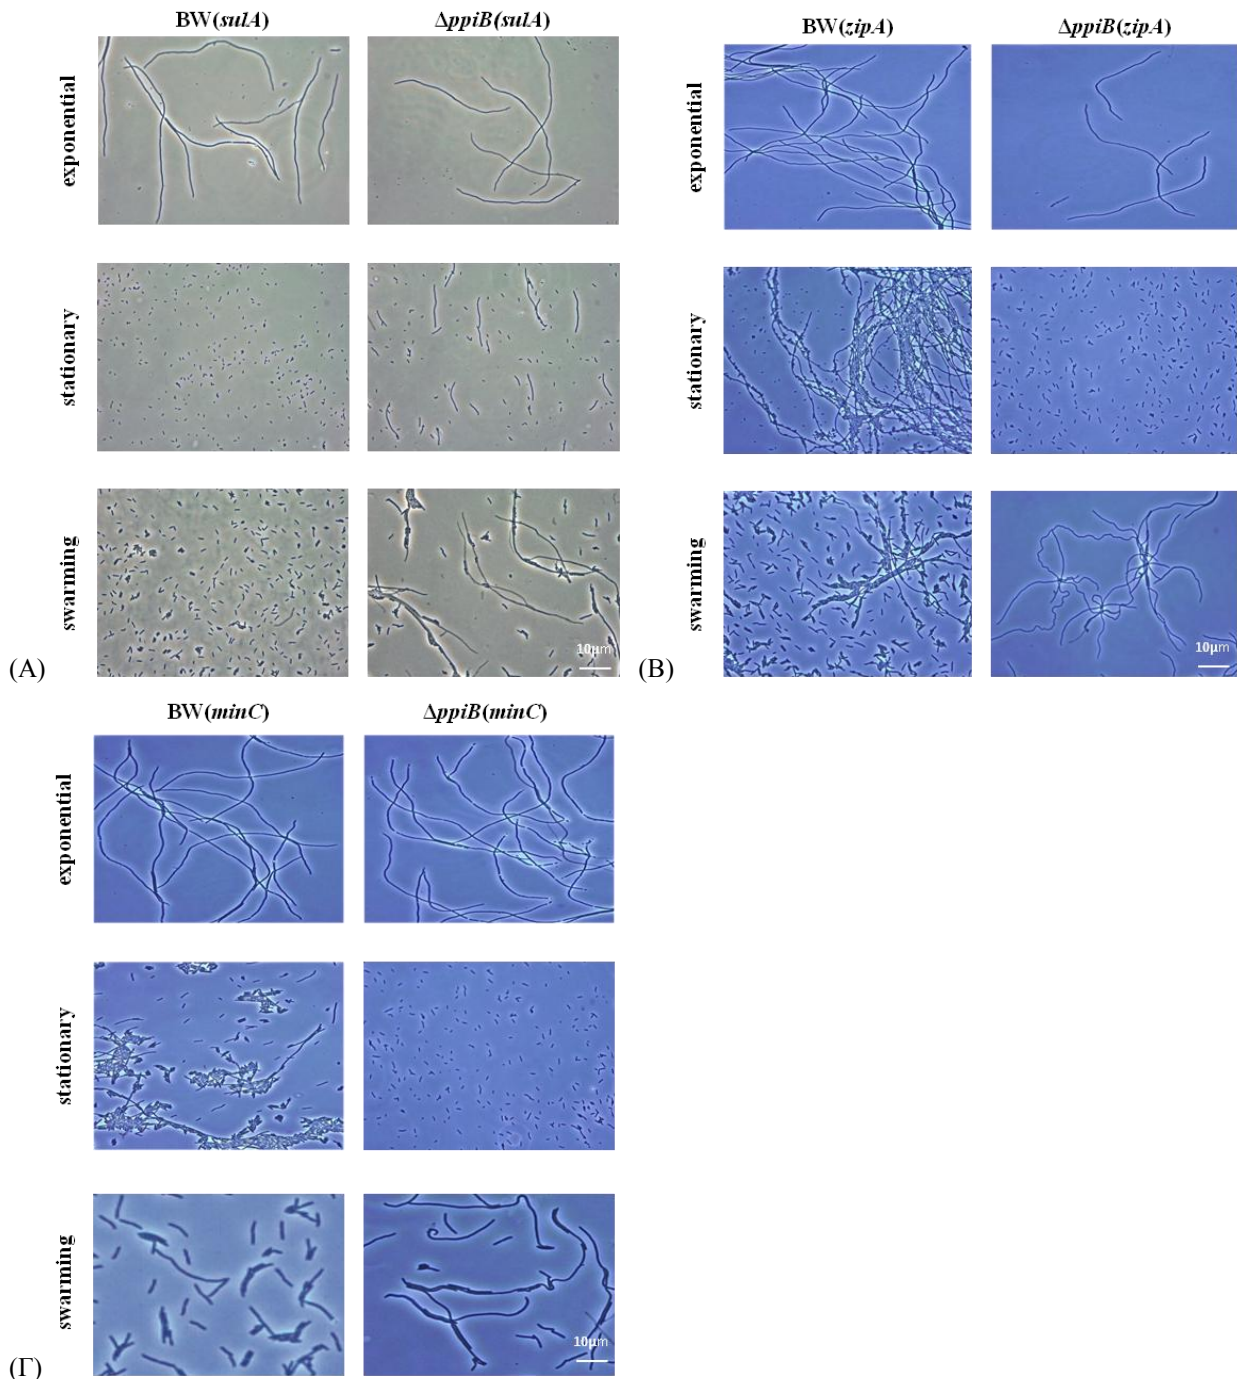 BW(sulA) ΔppiB(sulA)
exponential
stationary
swarming
10μm
(A)
BW(zipA) ΔppiB(zipA)
exponential
stationary
swarming
10μm
(B)
BW(minC) ΔppiB(minC)
exponential
stationary
swarming
10μm
(Γ)